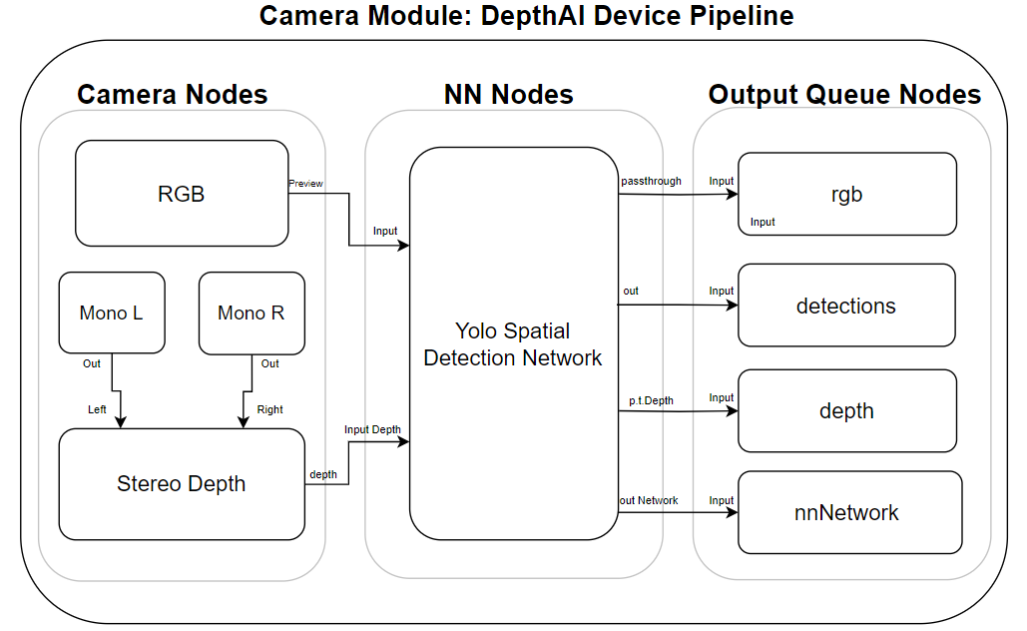 Camera Module: DepthAI Device Pipeline
Camera Nodes
NN Nodes
Output Queue Nodes
RGB
Preview
Input
Mono L
Mono R
Out
Out
Left
Right
Stereo Depth
depth
Input Depth
Yolo Spatial
Detection Network
passthrough
Input
rgb
Input
out
Input
detections
p.t.Depth
Input
depth
out Network
Input
nnNetwork